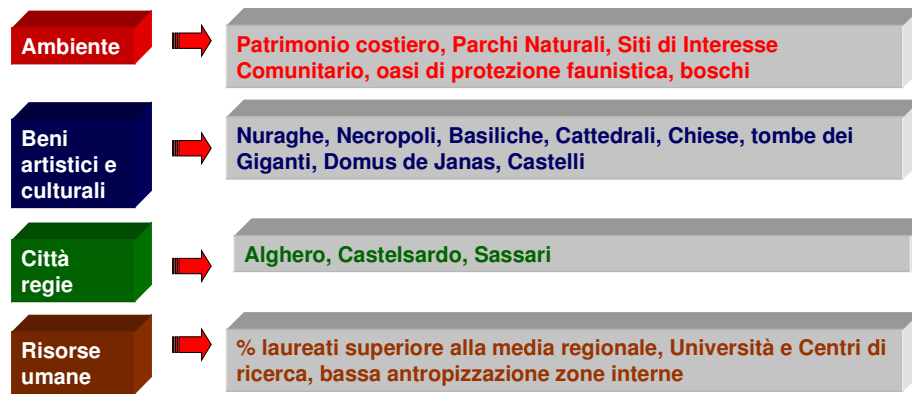 Ambiente
Patrimonio costiero, Parchi Naturali, Siti di Interesse
Comunitario, oasi di protezione faunistica, boschi
Beni
artistici e
culturali
Nuraghe, Necropoli, Basiliche, Cattedrali, Chiese, tombe dei
Giganti, Domus de Janas, Castelli
Città
regie
Alghero, Castelsardo, Sassari
Risorse
umane
% laureati superiore alla media regionale, Università e Centri di
ricerca, bassa antropizzazione zone interne